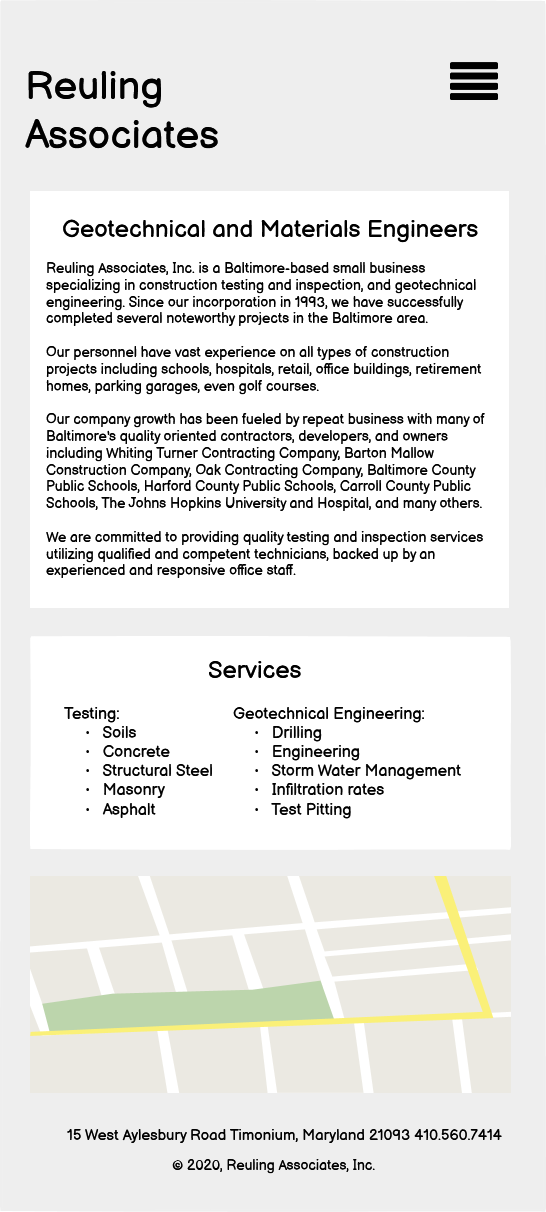 Reuling
Associates
Geotechnical and Materials Engineers
Reuling Associates, Inc. is a Baltimore-based small business
specializing in construction testing and inspection, and geotechnical
engineering. Since our incorporation in 1993, we have successfully
completed several noteworthy projects in the Baltimore area.
Our personnel have vast experience on all types of construction
projects including schools, hospitals, retail, office buildings, retirement
homes, parking garages, even golf courses.
Our company growth has been fueled by repeat business with many of
Baltimore's quality oriented contractors, developers, and owners
including Whiting Turner Contracting Company, Barton Mallow
Construction Company, Oak Contracting Company, Baltimore County
Public Schools, Harford County Public Schools, Carroll County Public
Schools, The Johns Hopkins University and Hospital, and many others.
We are committed to providing quality testing and inspection services
utilizing qualified and competent technicians, backed up by an
experienced and responsive office staff.
Services
Testing:
• Soils
• Concrete
• Structural Steel
• Masonry
• Asphalt
Geotechnical Engineering:
• Drilling
• Engineering
• Storm Water Management
• Infiltration rates
• Test Pitting
15 West Aylesbury Road Timonium, Maryland 21093 410.560.7414
© 2020, Reuling Associates, Inc.